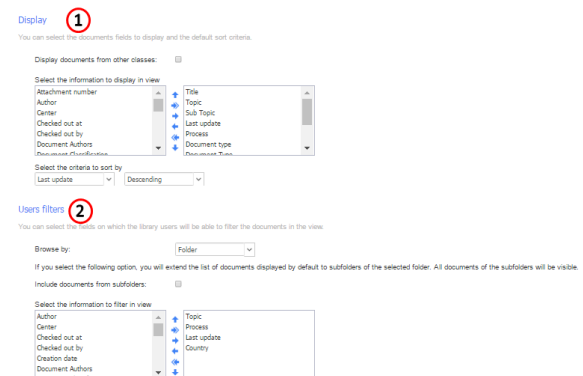 Display
1
You can select the documents fields to display and the default sort criteria.
Display documents from other classes:
Select the information to display in view
Attachment number
Author
Center
Checked out at
Checked out by
Document Authors
Document Classification
Title
Topic
Sub Topic
Last update
Process
Document type
Document Type
Select the criteria to sort by
Last update Descending
Users filters
2
You can select the fields on which the library users will be able to filter the documents in the view
Browse by: Folder
If you select the following option, you will extend the list of documents displayed by default to subfolders of the selected folder. All documents of the subfolders will be visible.
Include documents from subfolders:
Select the information to filter in view
Author
Center
Checked out at
Checked out by
Creation date
Document Authors
Topic
Process
Last update
Country